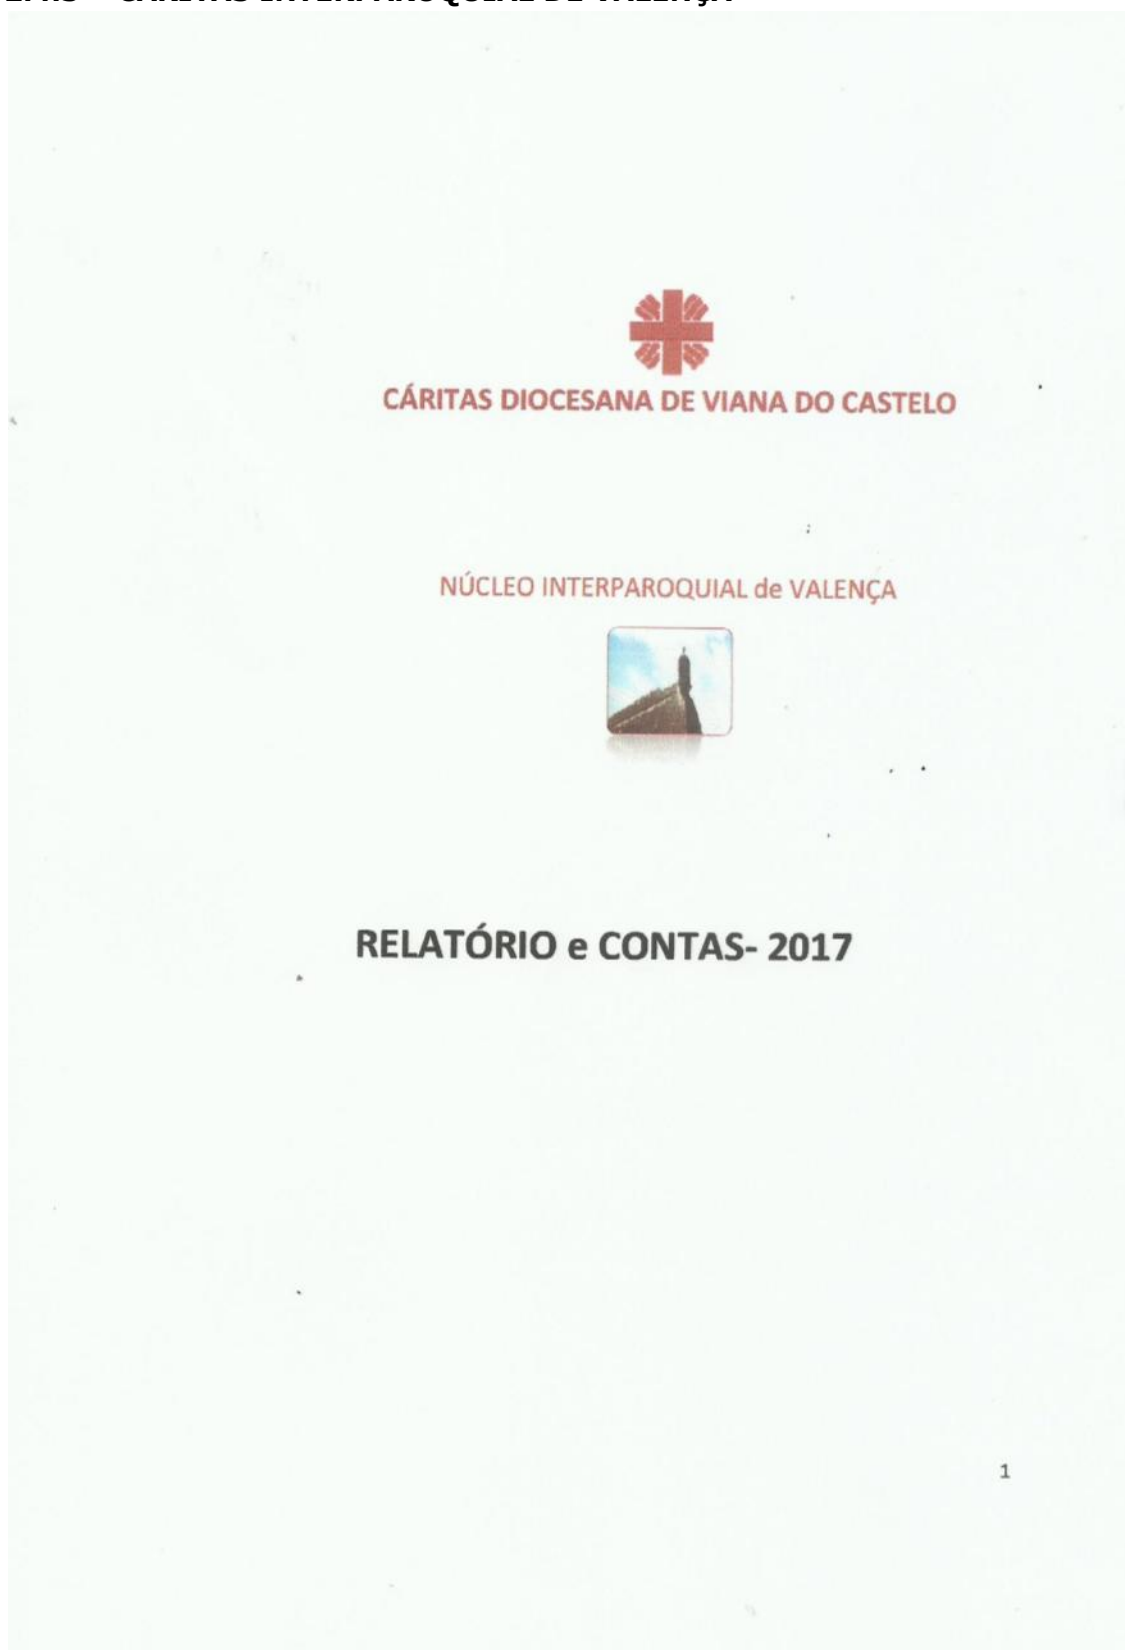 CÁRITAS DIOCESANA DE VIANA DO CASTELO
NÚCLEO INTERPAROQUIAL de VALENÇA
RELATÓRIO e CONTAS- 2017
1